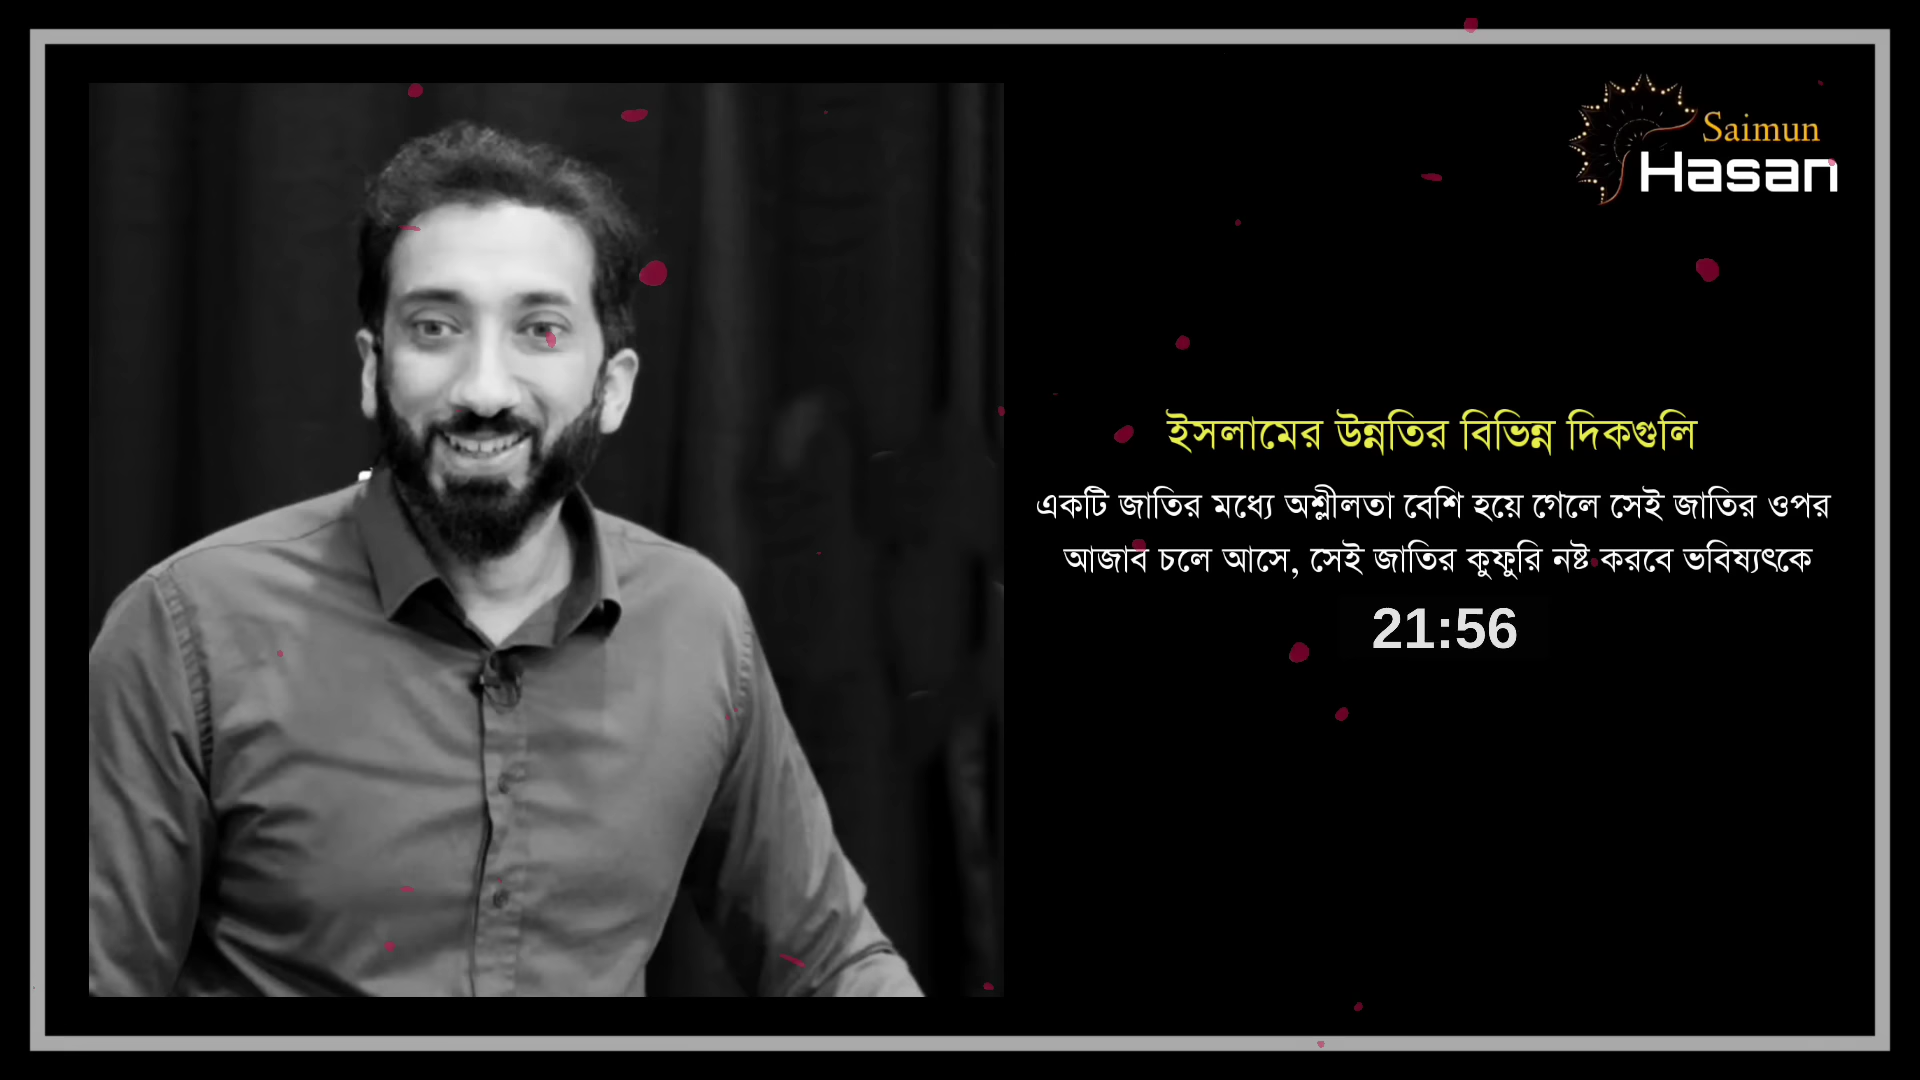 Saimun
Hasan
ইসলামের উন্নতির বিভিন্ন দিকগুলি
একটি জাতির মধ্যে অশ্লীলতা বেশি হয়ে গেলে সেই জাতির ওপর
আজাব চলে আসে, সেই জাতির কুফুরি নষ্ট করবে ভবিষ্যৎকে
21:56